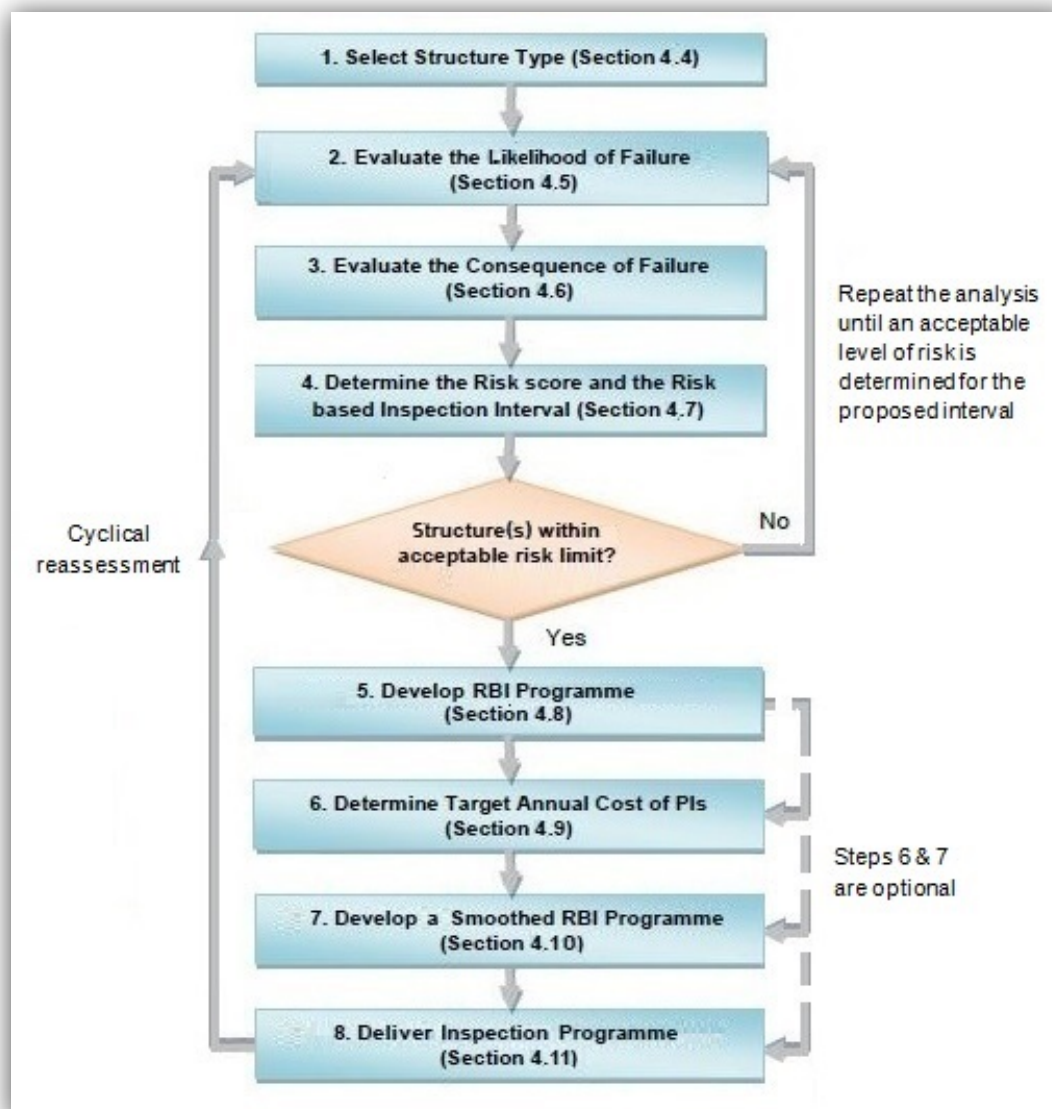 1. Select Structure Type (Section 4.4)
2. Evaluate the Likelihood of Failure
(Section 4.5)
3. Evaluate the Consequence of Failure
(Section 4.6)
4. Determine the Risk score and the Risk
based Inspection Interval (Section 4.7)
Repeat the analysis
until an acceptable
level of risk is
determined for the
proposed interval
Structure(s) within
acceptable risk limit?
No
Cyclical
reassessment
Yes
5. Develop RBI Programme
(Section 4.8)
6. Determine Target Annual Cost of PIs
(Section 4.9)
Steps 6 & 7
are optional
7. Develop a Smoothed RBI Programme
(Section 4.10)
8. Deliver Inspection Programme
(Section 4.11)